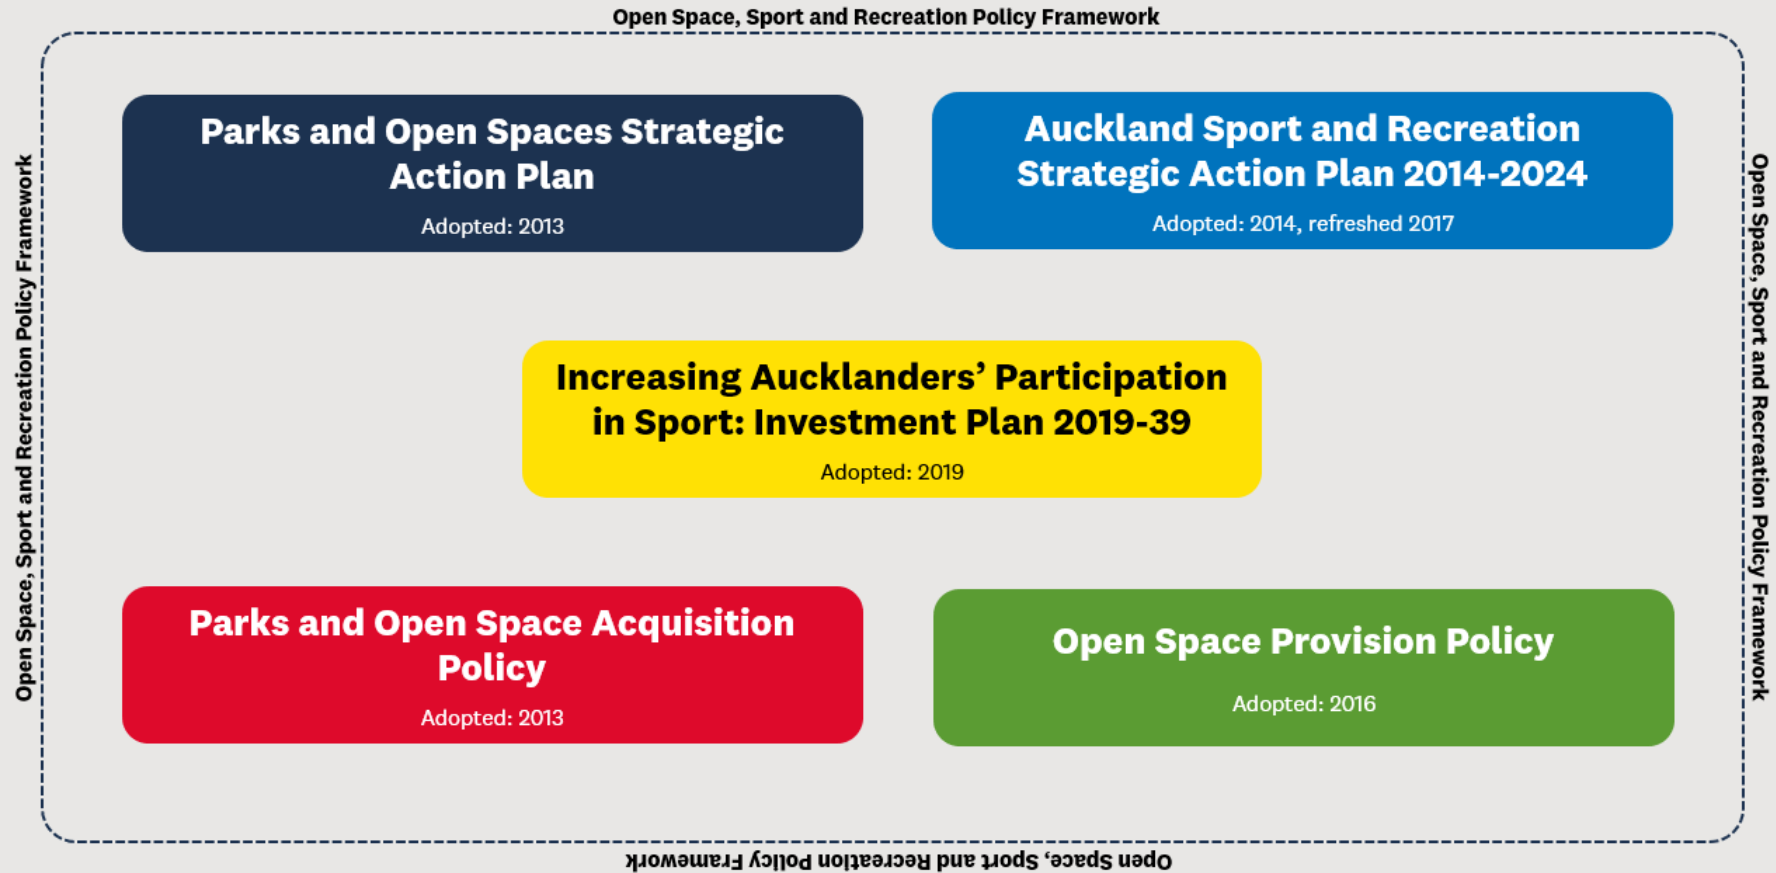 Open Space, Sport and Recreation Policy Framework
Open Space, Sport and Recreation Policy Framework
Parks and Open Spaces Strategic
Action Plan
Adopted: 2013
Auckland Sport and Recreation
Strategic Action Plan 2014-2024
Adopted: 2014, refreshed 2017
Increasing Aucklanders’ Participation
in Sport: Investment Plan 2019-39
Adopted: 2019
Parks and Open Space Acquisition
Policy
Adopted: 2013
Open Space Provision Policy
Adopted: 2016
Open Space, Sport and Recreation Policy Framework
Open Space, Sport and Recreation Policy Framework